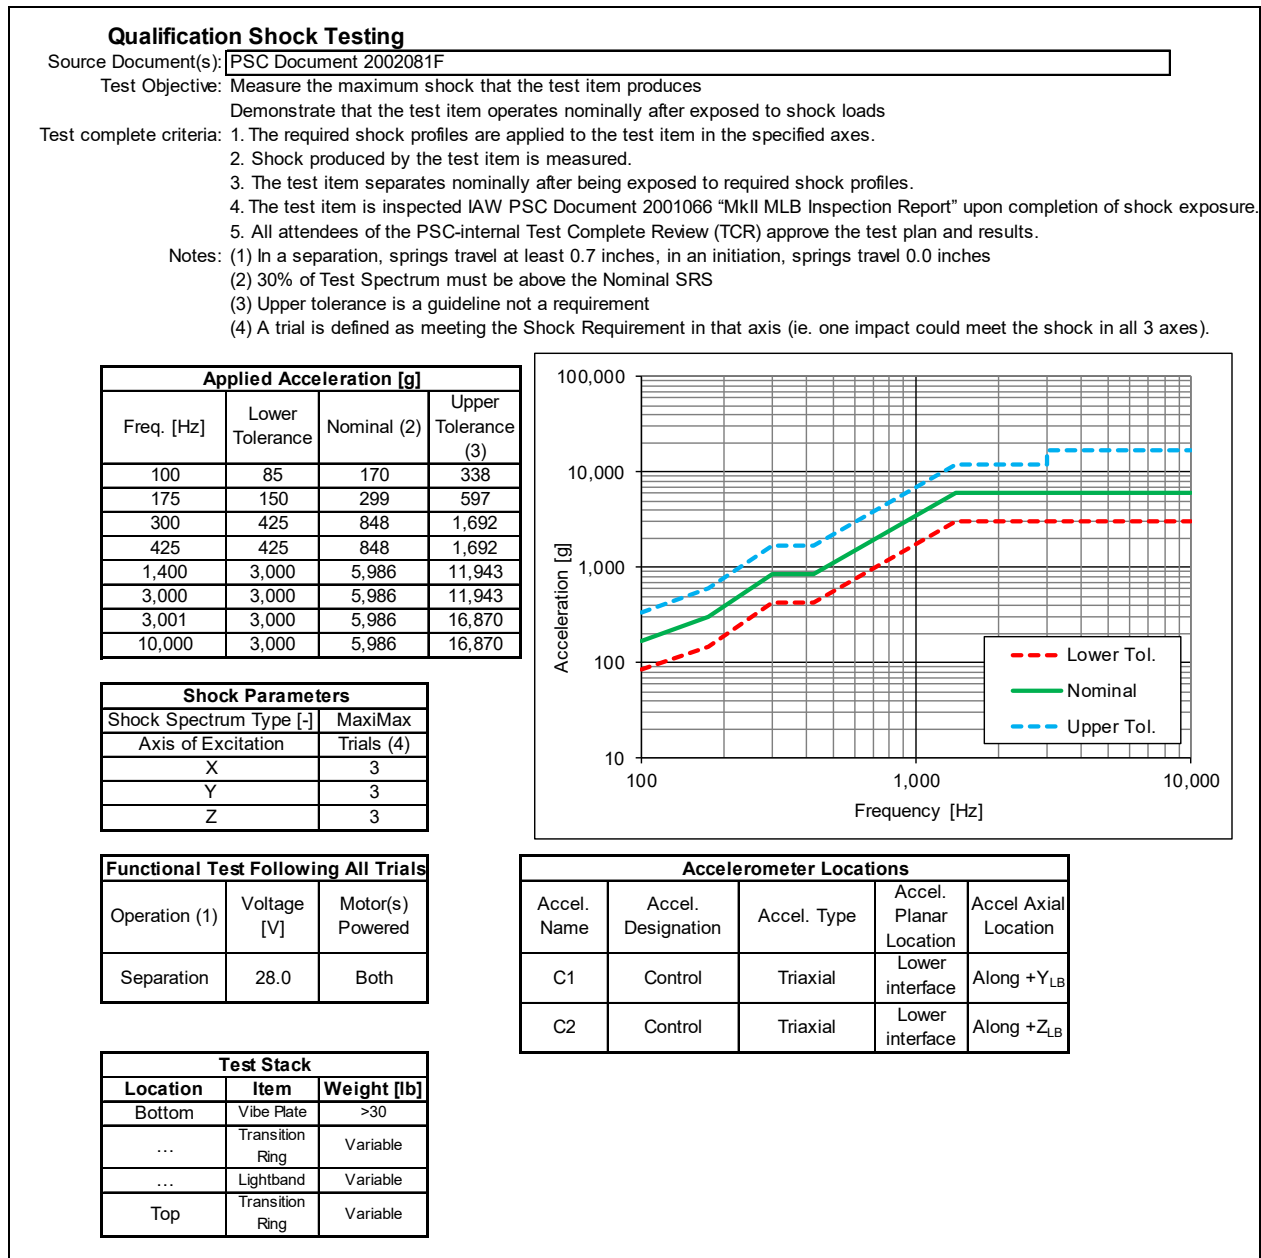 Qualification Shock Testing
Source Document(s): PSC Document 2002081F
Test Objective: Measure the maximum shock that the test item produces
Demonstrate that the test item operates nominally after exposed to shock loads
Test complete criteria: 1. The required shock profiles are applied to the test item in the specified axes.
2. Shock produced by the test item is measured.
3. The test item separates nominally after being exposed to required shock profiles.
4. The test item is inspected IAW PSC Document 2001066 “MkII MLB Inspection Report” upon completion of shock exposure.
5. All attendees of the PSC-internal Test Complete Review (TCR) approve the test plan and results.
Notes: (1) In a separation, springs travel at least 0.7 inches, in an initiation, springs travel 0.0 inches
(2) 30% of Test Spectrum must be above the Nominal SRS
(3) Upper tolerance is a guideline not a requirement
(4) A trial is defined as meeting the Shock Requirement in that axis (ie. one impact could meet the shock in all 3 axes).
Applied Acceleration [g]
Freq. [Hz] Lower Tolerance Nominal (2) Upper Tolerance (3)
100 85 170 338
175 150 299 597
300 425 848 1,692
425 425 848 1,692
1,400 3,000 5,986 11,943
3,000 3,000 5,986 11,943
3,001 3,000 5,986 16,870
10,000 3,000 5,986 16,870
100,000
10,000
1,000
100
10
Acceleration [g]
100 1,000 10,000
Frequency [Hz]
Lower Tol.
Nominal
Upper Tol.
Shock Parameters
Shock Spectrum Type [-] MaxiMax
Axis of Excitation Trials (4)
X 3
Y 3
Z 3
Functional Test Following All Trials
Operation (1) Voltage [V] Motor(s) Powered
Separation 28.0 Both
Accelerometer Locations
Accel. Name Accel. Designation Accel. Type Accel. Planar Location Accel Axial Location
C1 Control Triaxial Lower interface Along +YLB
C2 Control Triaxial Lower interface Along +ZLB
Test Stack
Location Item Weight [lb]
Bottom Vibe Plate >30
… Transition Ring Variable
… Lightband Variable
Top Transition Ring Variable